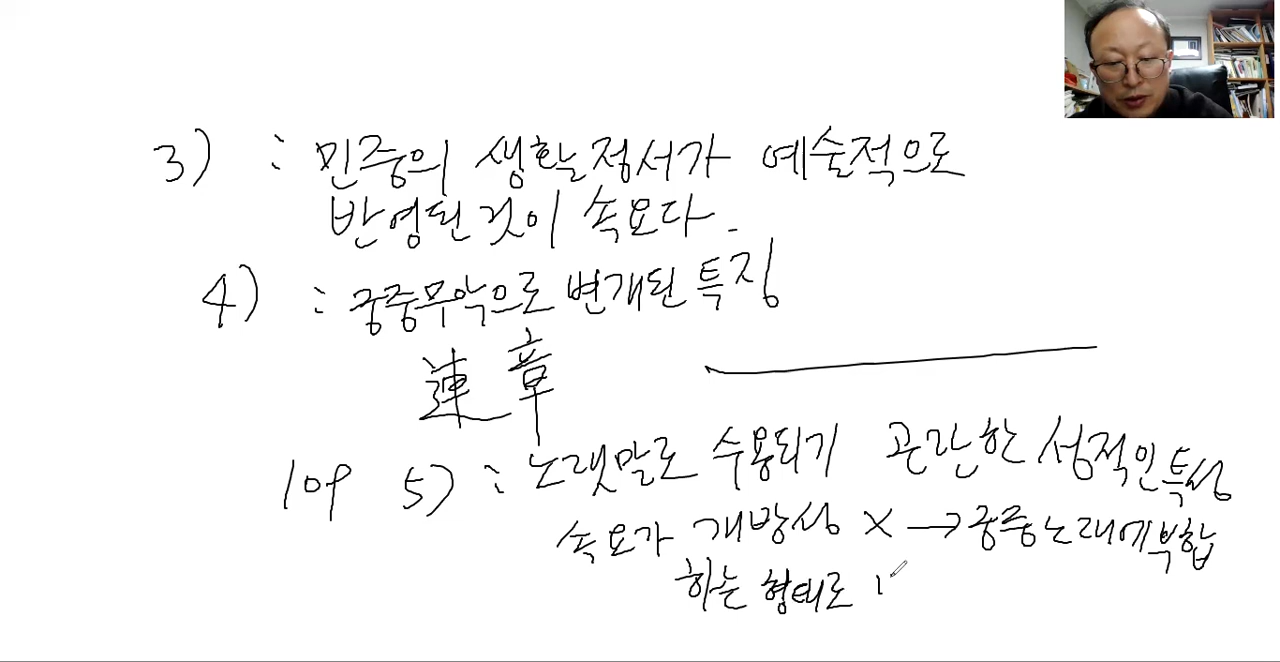 3) : 민중의 생활정서가 예술적으로
반영된 것이 속요다.
4) : 궁중무악으로 변개된 특징
連章
10p 5) : 노랫말로 수용되기 곤란한 성적인 특성
속요가 개방성 X → 궁중노래에 부합
하는 형태로